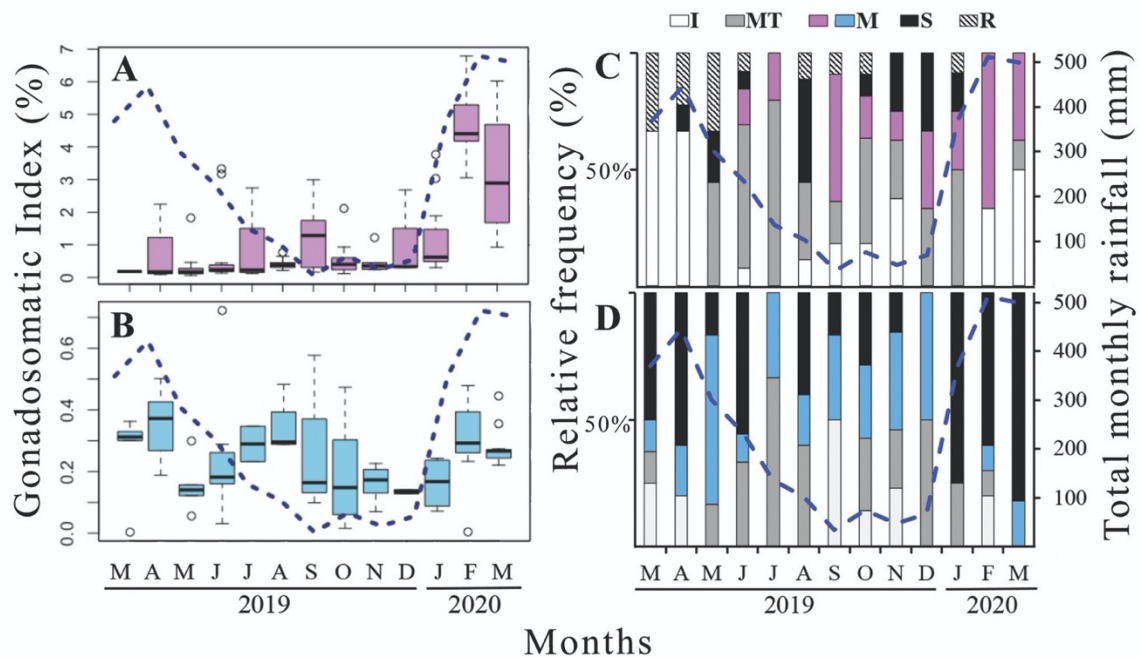 I MT M S R
Gonadosomatic Index (%)
A
7
6
5
4
3
2
1
0
B
0.6
0.4
0.2
0.0
M A M J J A S O N D J F M
2019 2020
Relative frequency (%)
C
50%
500
400
300
200
100
D
50%
500
400
300
200
100
M A M J J A S O N D J F M
2019 2020
Total monthly rainfall (mm)
Months